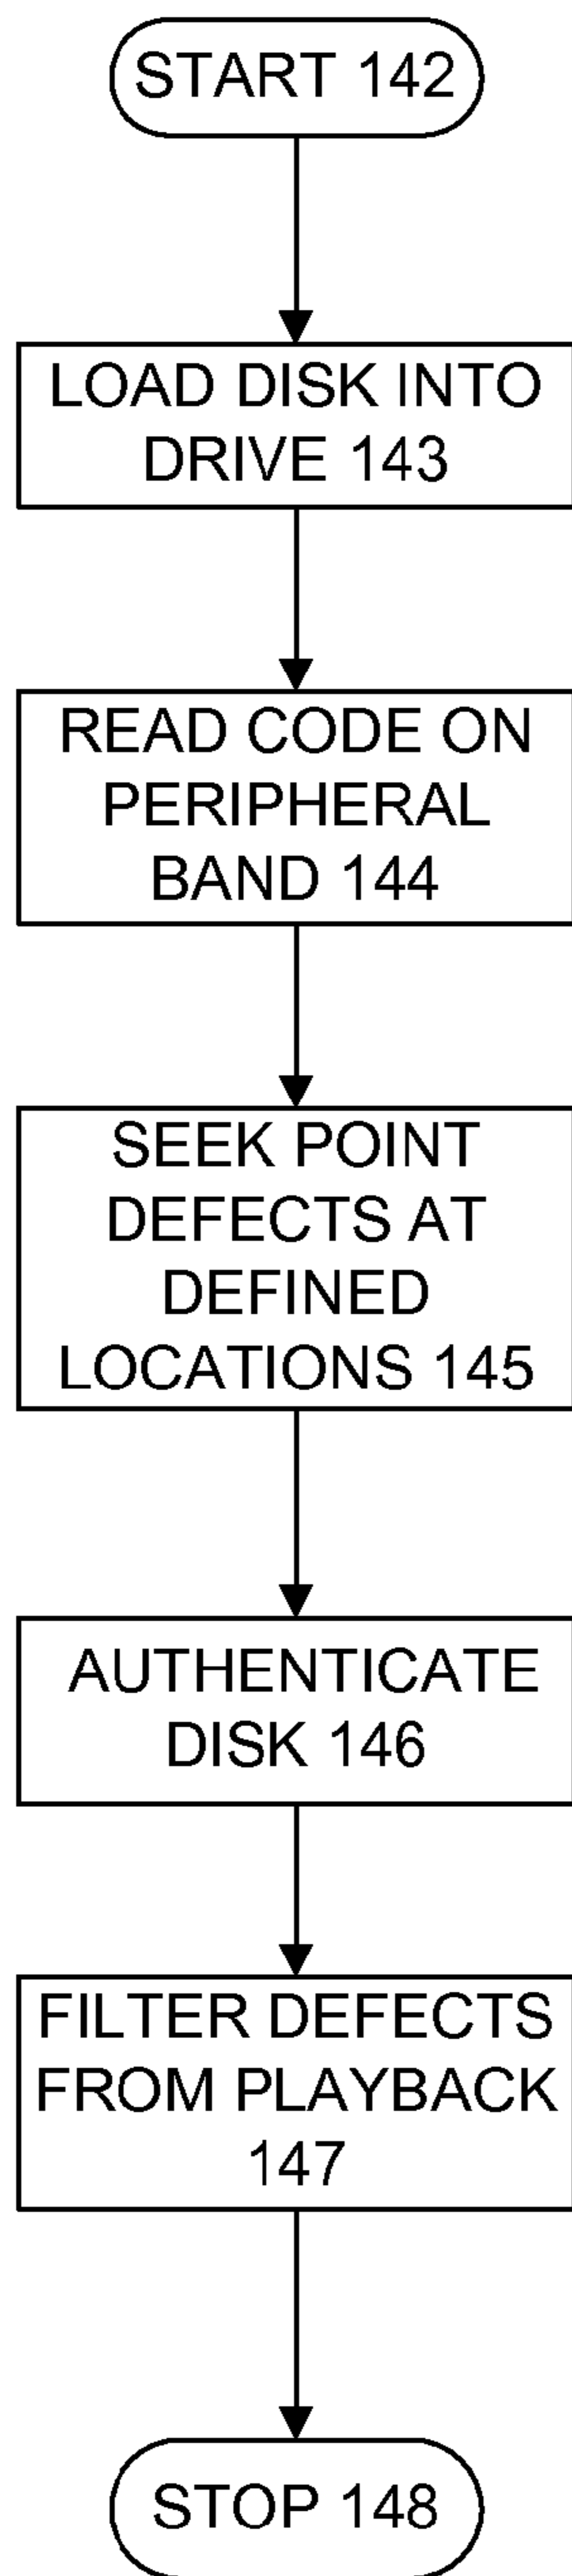 START 142
LOAD DISK INTO
DRIVE 143
READ CODE ON
PERIPHERAL
BAND 144
SEEK POINT
DEFECTS AT
DEFINED
LOCATIONS 145
AUTHENTICATE
DISK 146
FILTER DEFECTS
FROM PLAYBACK
147
STOP 148